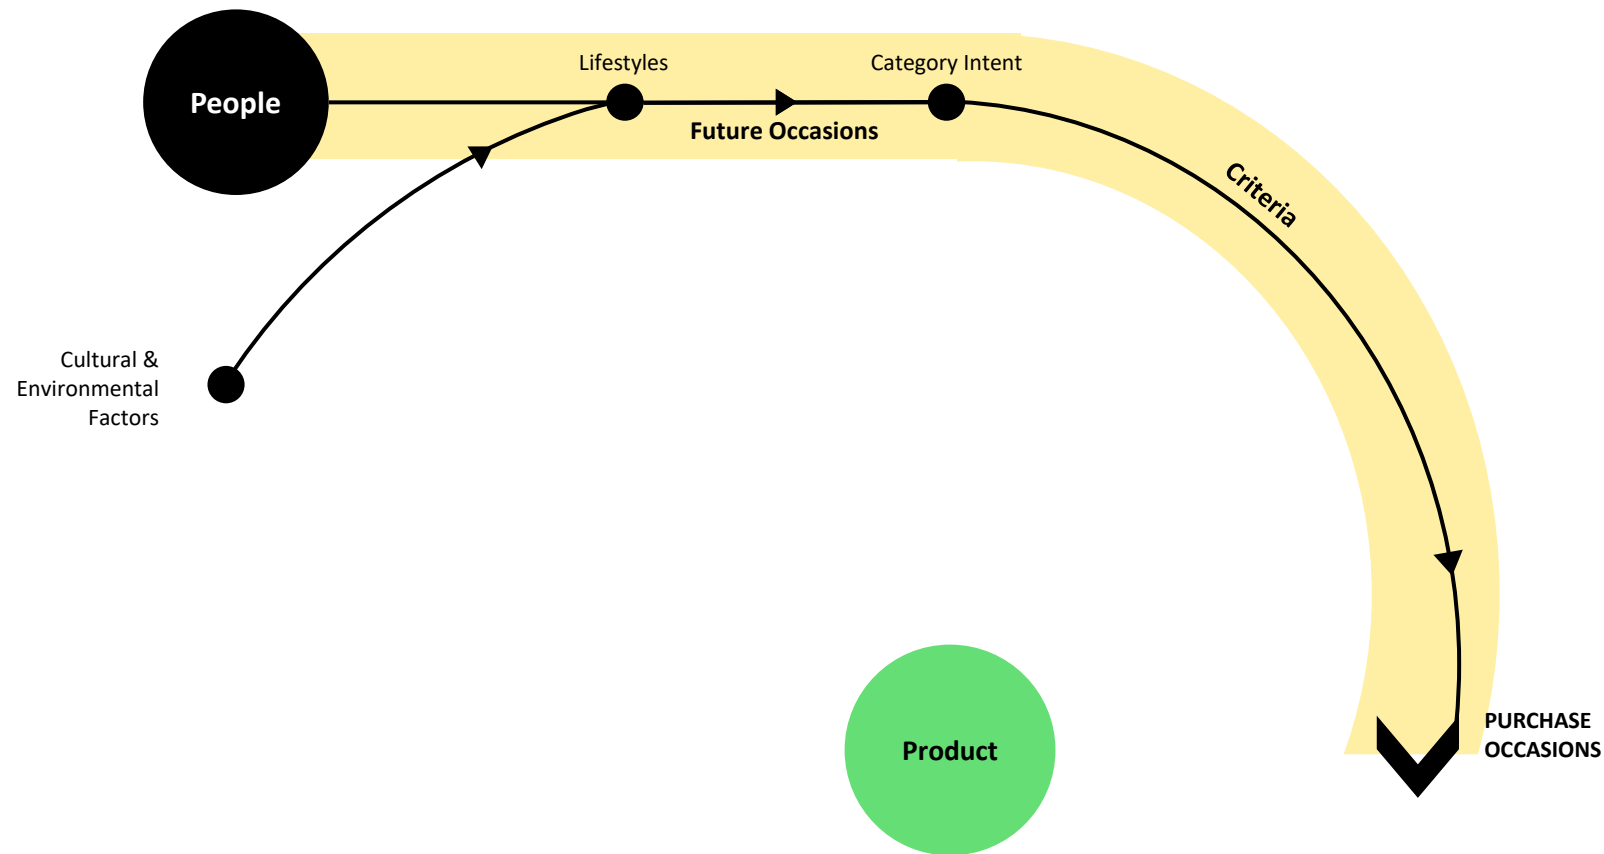 People
Lifestyles
Category Intent
Future Occasions
Criteria
Cultural &
Environmental
Factors
PURCHASE
OCCASIONS
Product